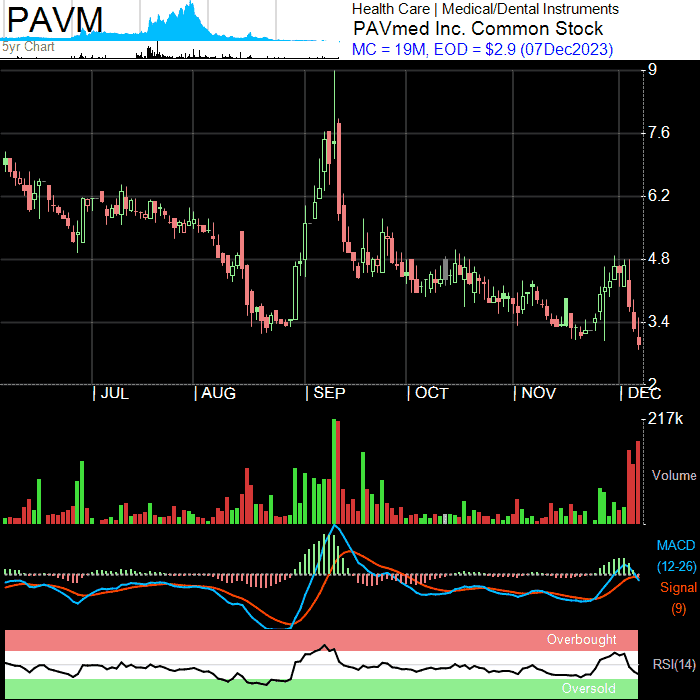 PAVM
5yr Chart
Health Care | Medical/Dental Instruments
PAVmed Inc. Common Stock
MC = 19M, EOD = $2.9 (07Dec2023)
9
7.6
6.2
4.8
3.4
2
| JUL | AUG | SEP | OCT | NOV | DEC
217k
Volume
MACD
(12-26)
Signal
(9)
Overbought
RSI(14)
Oversold